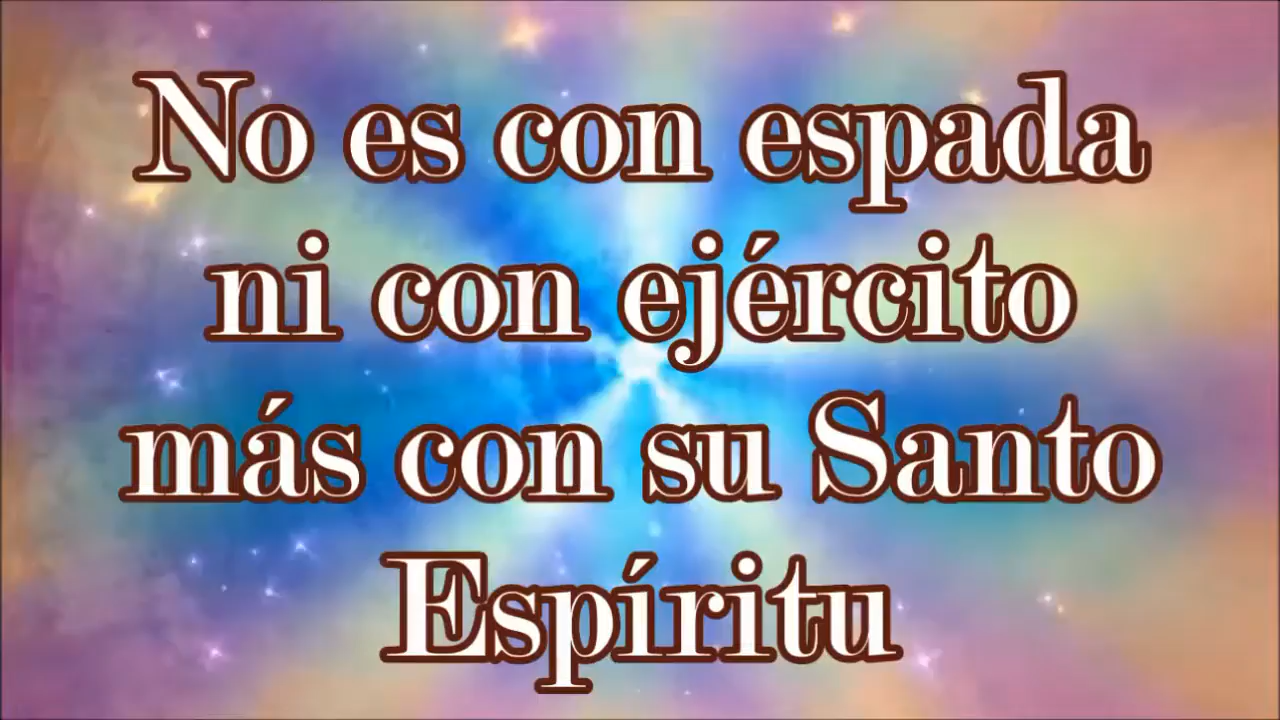 No es con espada
ni con ejército
más con su Santo
Espíritu